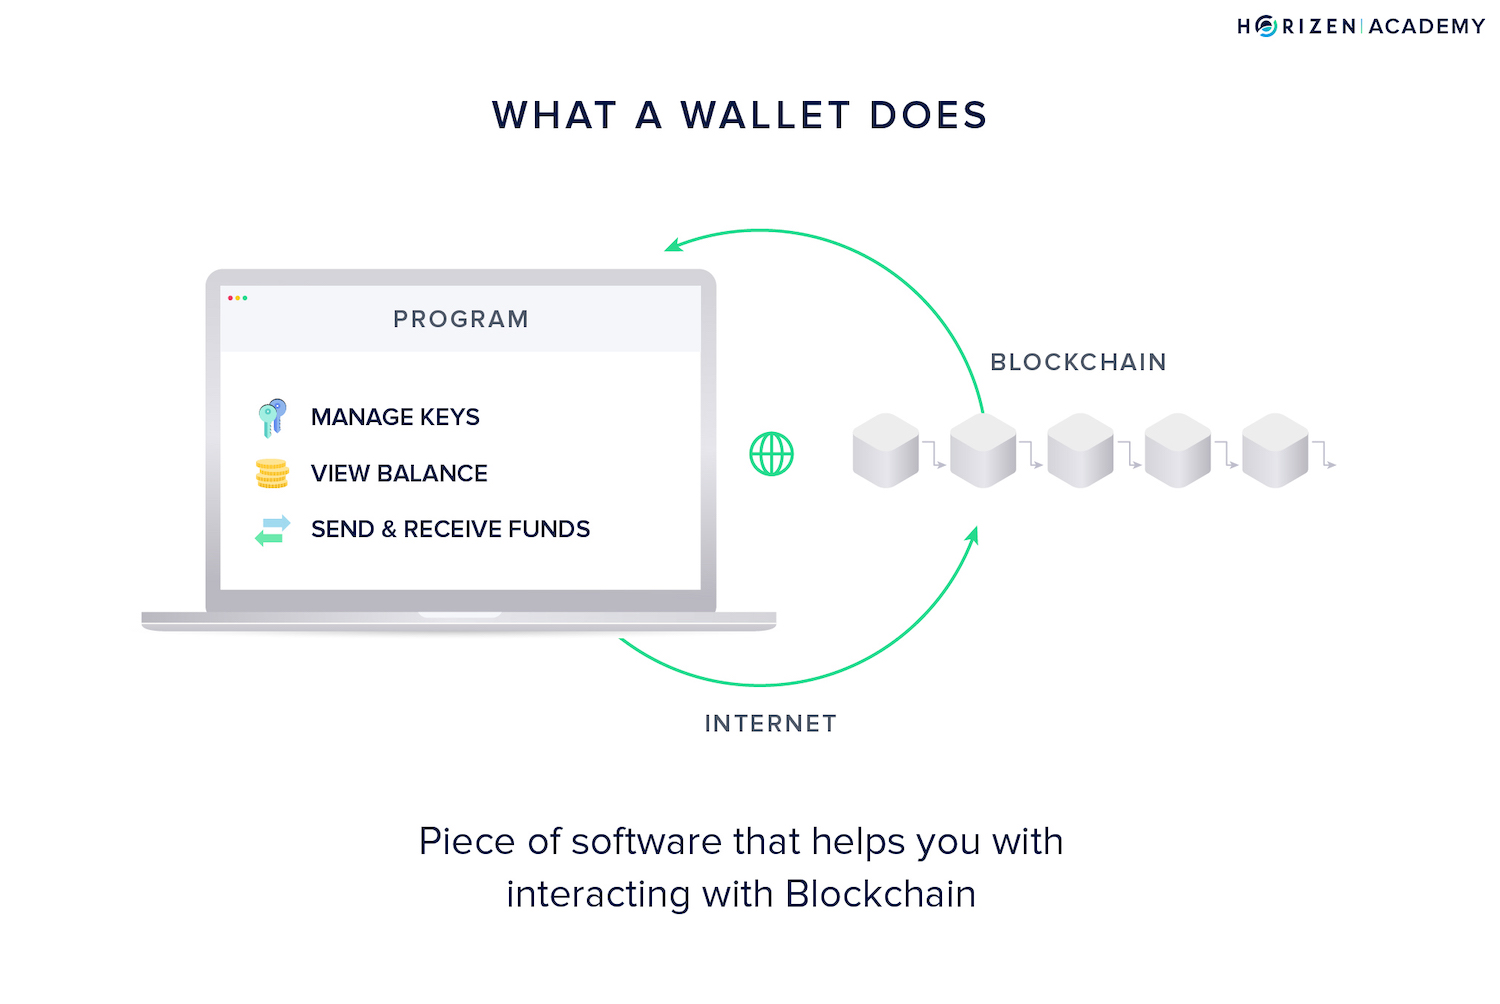 HORIZEN ACADEMY
WHAT A WALLET DOES
PROGRAM
MANAGE KEYS
VIEW BALANCE
SEND & RECEIVE FUNDS
BLOCKCHAIN
INTERNET
Piece of software that helps you with
interacting with Blockchain